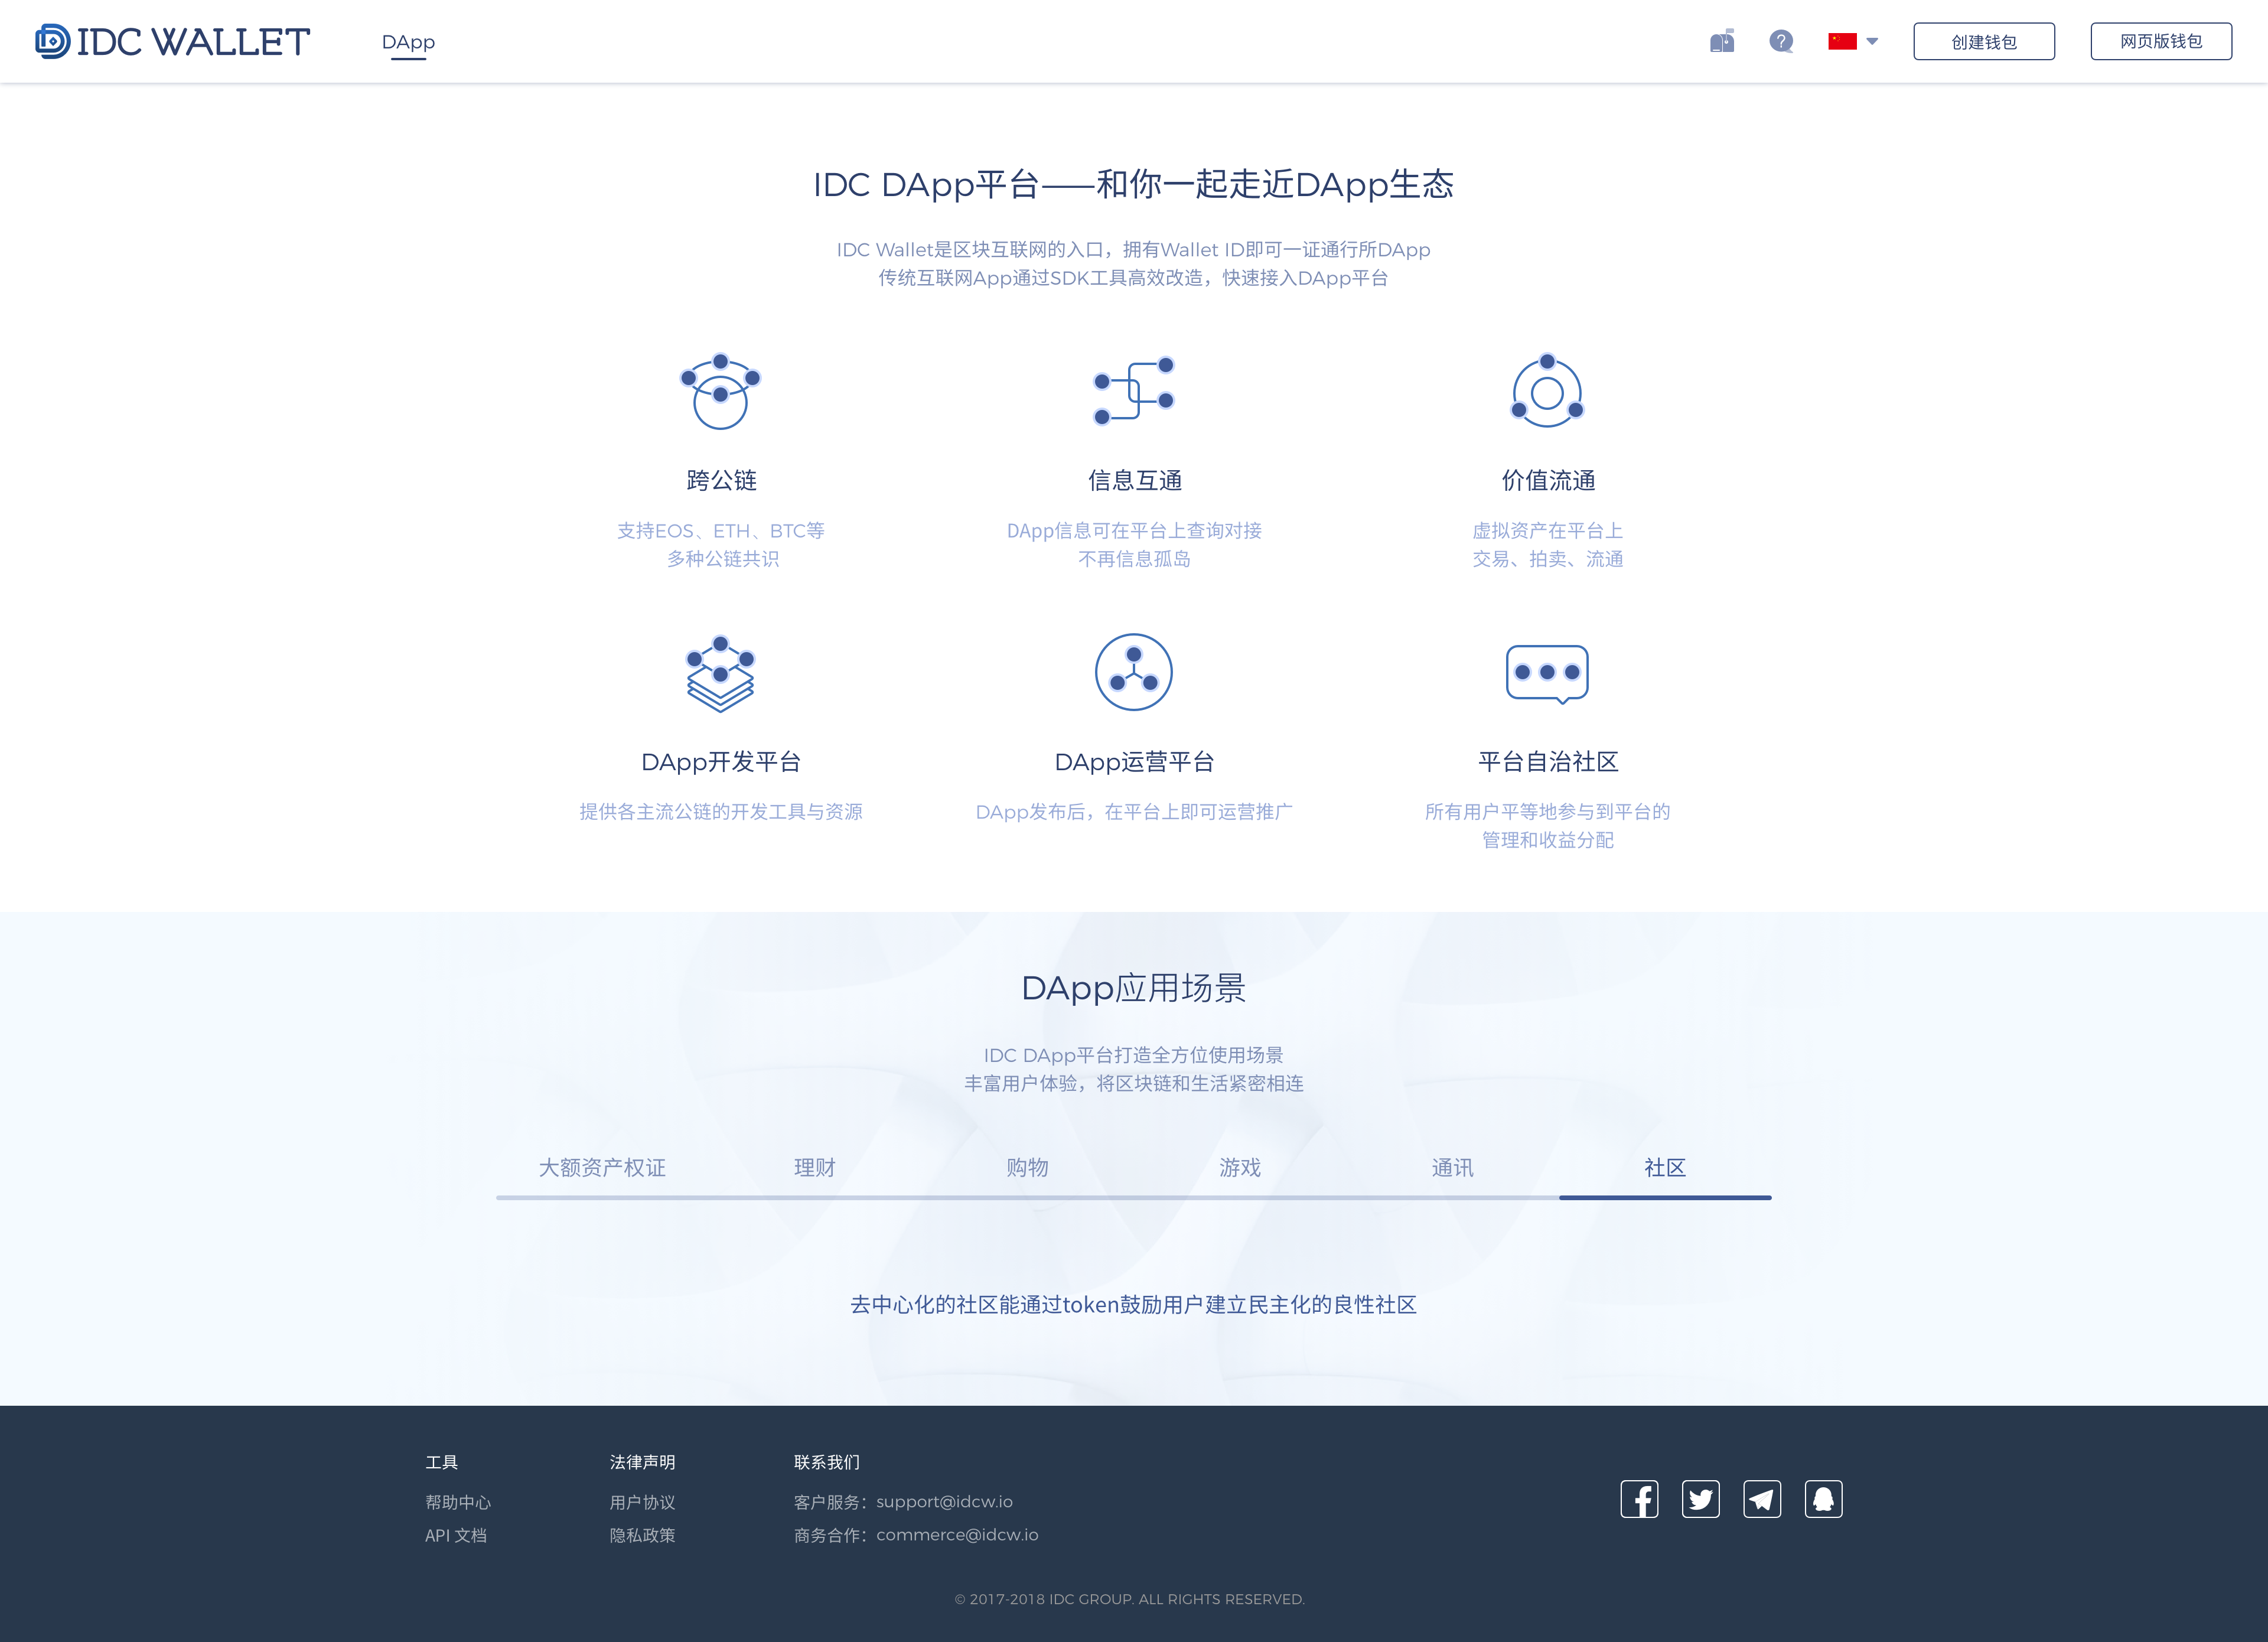 IDC WALLET
DApp
创建钱包
网页版钱包
IDC DApp平台——和你一起走近DApp生态
IDC Wallet是区块互联网的入口，拥有Wallet ID即可一证通行所DApp
传统互联网App通过SDK工具高效改造，快速接入DApp平台
跨公链
支持EOS、ETH、BTC等
多种公链共识
信息互通
DApp信息可在平台上查询对接
不再信息孤岛
价值流通
虚拟资产在平台上
交易、拍卖、流通
DApp开发平台
提供各主流公链的开发工具与资源
DApp运营平台
DApp发布后，在平台上即可运营推广
平台自治社区
所有用户平等地参与到平台的
管理和收益分配
DApp应用场景
IDC DApp平台打造全方位使用场景
丰富用户体验，将区块链和生活紧密相连
大额资产权证
理财
购物
游戏
通讯
社区
去中心化的社区能通过token鼓励用户建立民主化的良性社区
工具
帮助中心
API 文档
法律声明
用户协议
隐私政策
联系我们
客户服务：support@idcw.io
商务合作：commerce@idcw.io
© 2017-2018 IDC GROUP. ALL RIGHTS RESERVED.